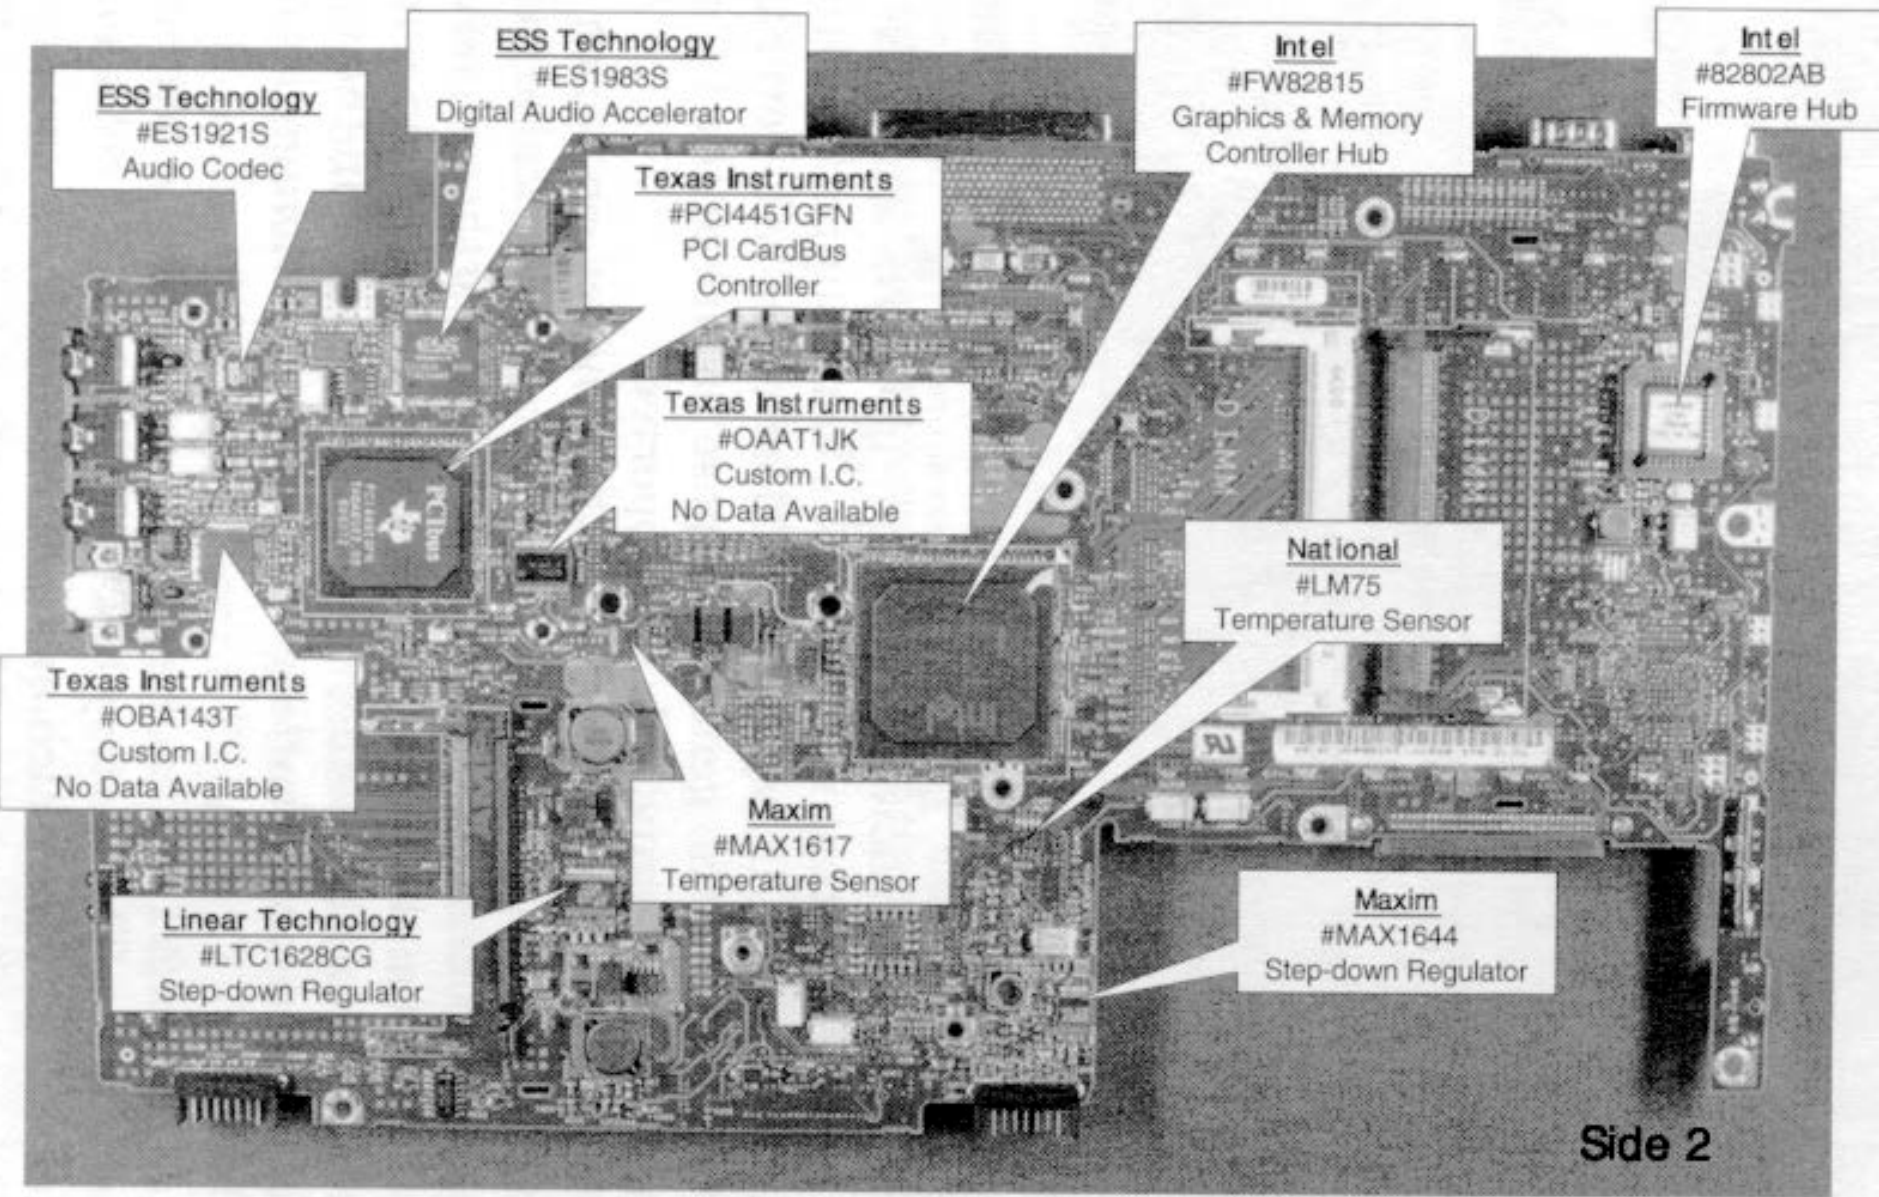 ESS Technology
#ES1983S
Digital Audio Accelerator
Intel
#FW82815
Graphics & Memory
Controller Hub
Intel
#82802AB
Firmware Hub
ESS Technology
#ES1921S
Audio Codec
Texas Instruments
#PCI4451GFN
PCI CardBus
Controller
Texas Instruments
#OAAT1JK
Custom I.C.
No Data Available
National
#LM75
Temperature Sensor
Texas Instruments
#OBA143T
Custom I.C.
No Data Available
Maxim
#MAX1617
Temperature Sensor
Linear Technology
#LTC1628CG
Step-down Regulator
Maxim
#MAX1644
Step-down Regulator
PCIbus
DIMM
DIMM
Side 2